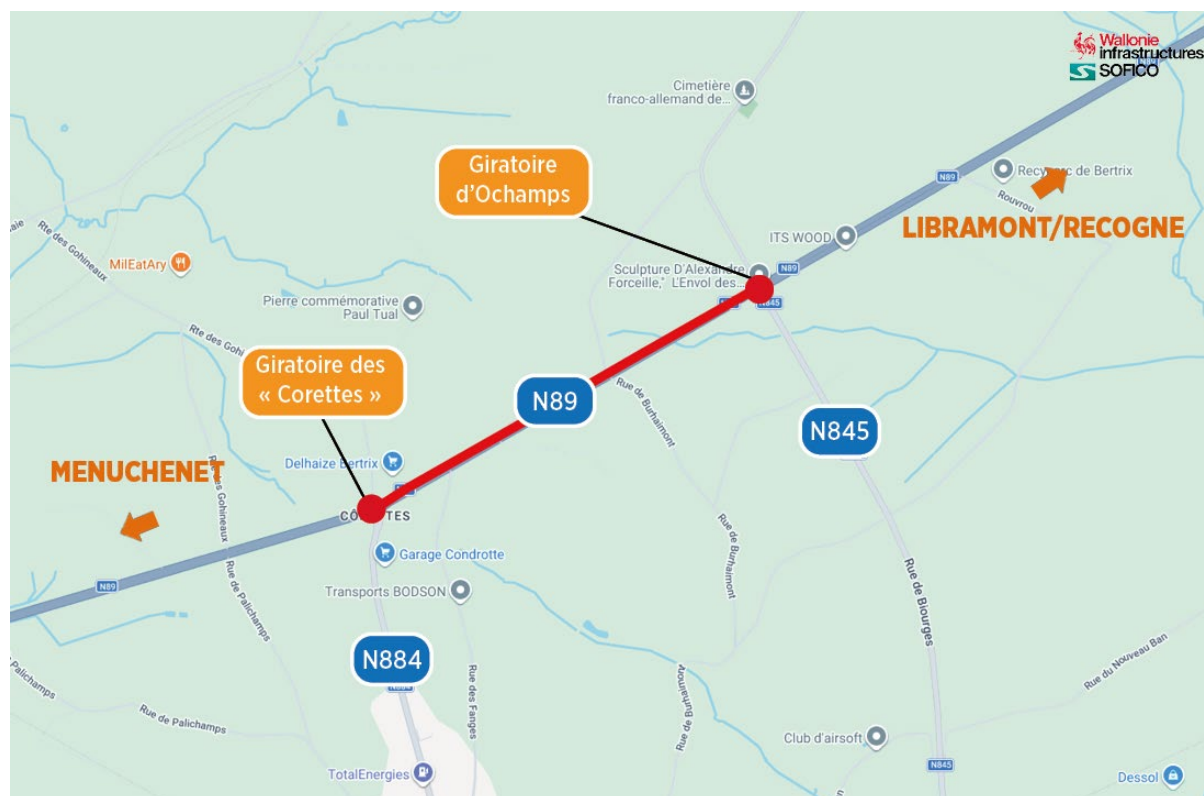 Wallonie
infrastructures
SOFICO
N89
Cimetière
franco-allemand de...
Giratoire
d'Ochamps
Recyparc de Bertrix
N89
Rouvrou
LIBRAMONT/RECOGNE
ITS WOOD
Rte des Gohineaux
MilEatAry
Sculpture D'Alexandre
Forceille," L'Envol des...
N89
N845
Pierre commémorative
Paul Tual
Rte des Gohi
Giratoire des
« Corettes »
N89
Rue de Burhaimont
N845
MENUCHENET
Delhaize Bertrix
Rte des Gohineaux
Garage Condrotte
N89
Transports BODSON
Rue de Palichamps
Rue de Burhaimont
Rue de Biourges
N884
Rue des Fanges
Palichamps
Rue de Palichamps
Rue de Burhaimont
Rue du Nouveau Ban
Club d'airsoft
TotalEnergies
N845
Dessol